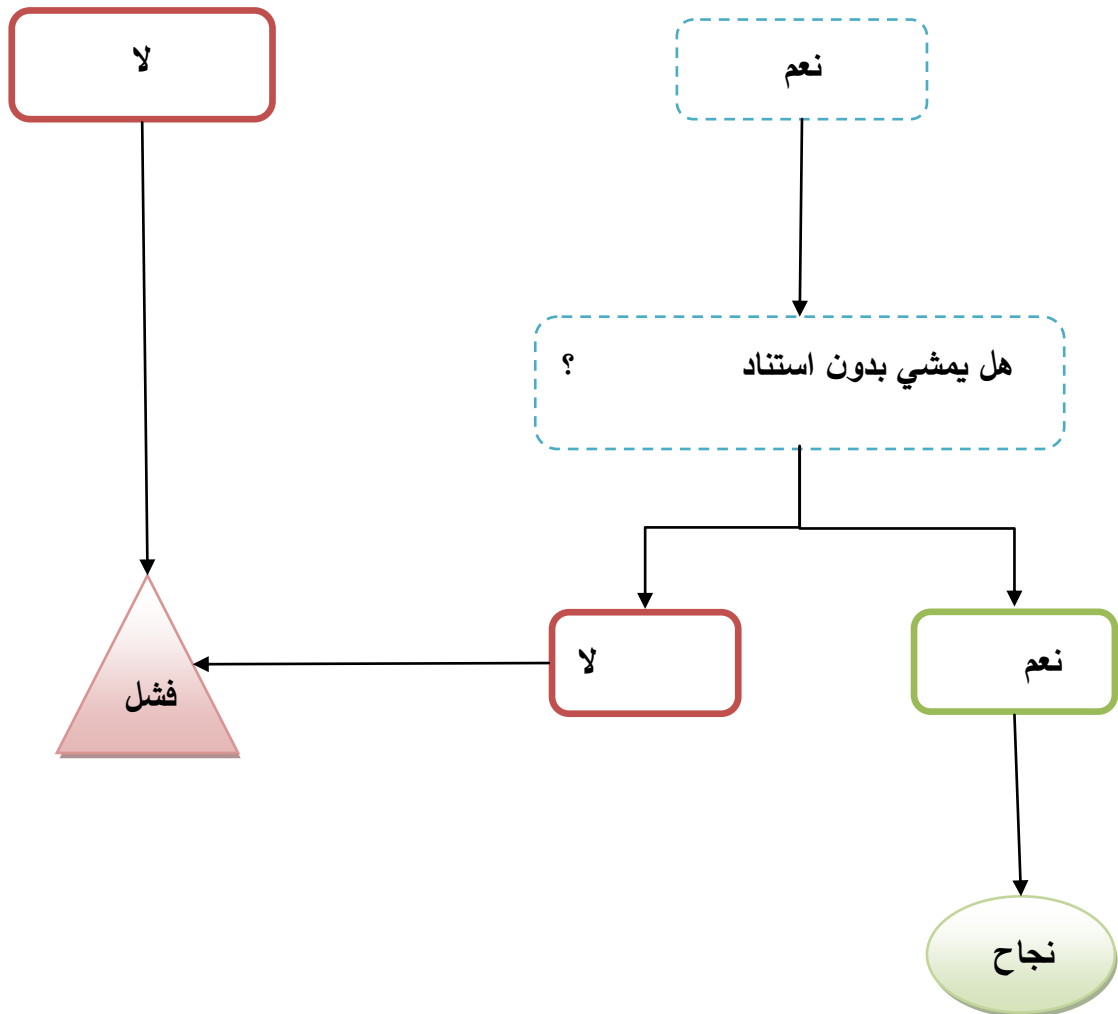 نعم
لا
هل يمشي بدون استناد ؟
نعم
لا
فشل
نجاح